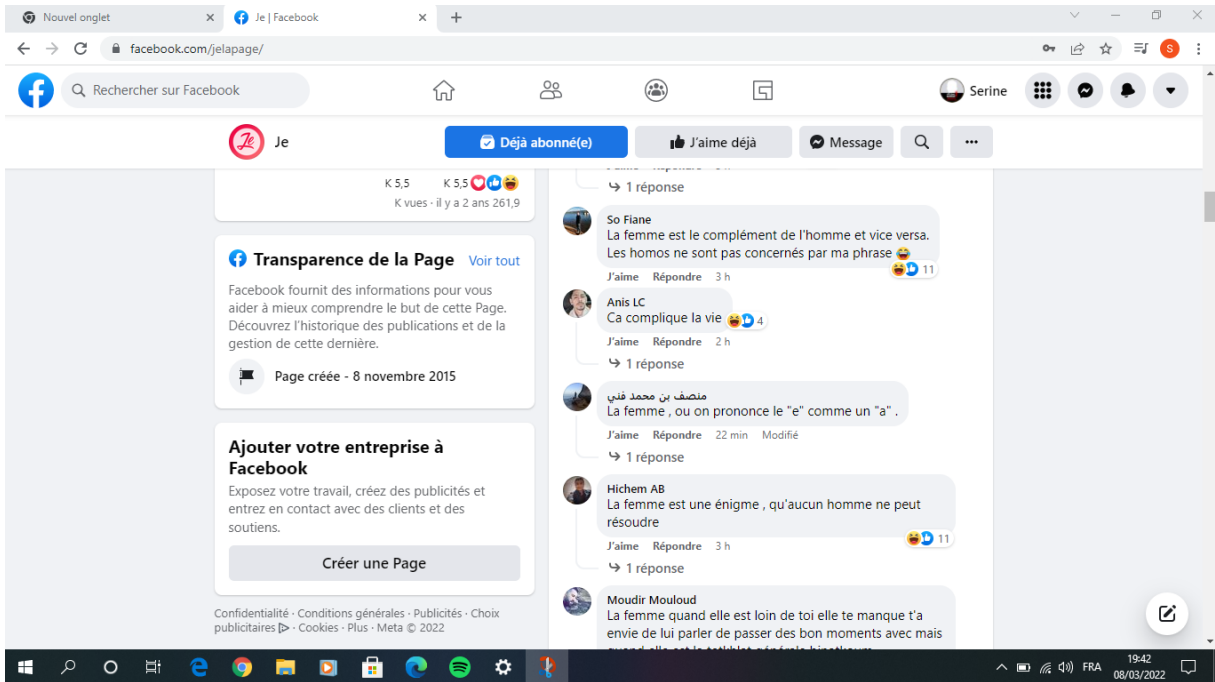 Nouvel onglet
Je | Facebook
facebook.com/jelapage/
S
Rechercher sur Facebook
Serine
Je
Je
Déjà abonné(e)
J'aime déjà
Message
K 5,5
K 5,5
K vues · il y a 2 ans 261,9
Transparence de la Page
Voir tout
Facebook fournit des informations pour vous
aider à mieux comprendre le but de cette Page.
Découvrez l'historique des publications et de la
gestion de cette dernière.
Page créée - 8 novembre 2015
Ajouter votre entreprise à
Facebook
Exposez votre travail, créez des publicités et
entrez en contact avec des clients et des
soutiens.
Créer une Page
Confidentialité · Conditions générales · Publicités · Choix
publicitaires · Cookies · Plus · Meta © 2022
1 réponse
So Fiane
La femme est le complément de l'homme et vice versa.
Les homos ne sont pas concernés par ma phrase 😂
11
J'aime Répondre 3 h
Anis LC
Ca complique la vie
4
J'aime Répondre 2 h
1 réponse
منصف بن محمد فني
La femme , ou on prononce le "e" comme un "a" .
J'aime Répondre 22 min Modifié
1 réponse
Hichem AB
La femme est une énigme , qu'aucun homme ne peut
résoudre
11
J'aime Répondre 3 h
1 réponse
Moudir Mouloud
La femme quand elle est loin de toi elle te manque t'a
envie de lui parler de passer des bon moments avec mais
FRA
19:42
08/03/2022